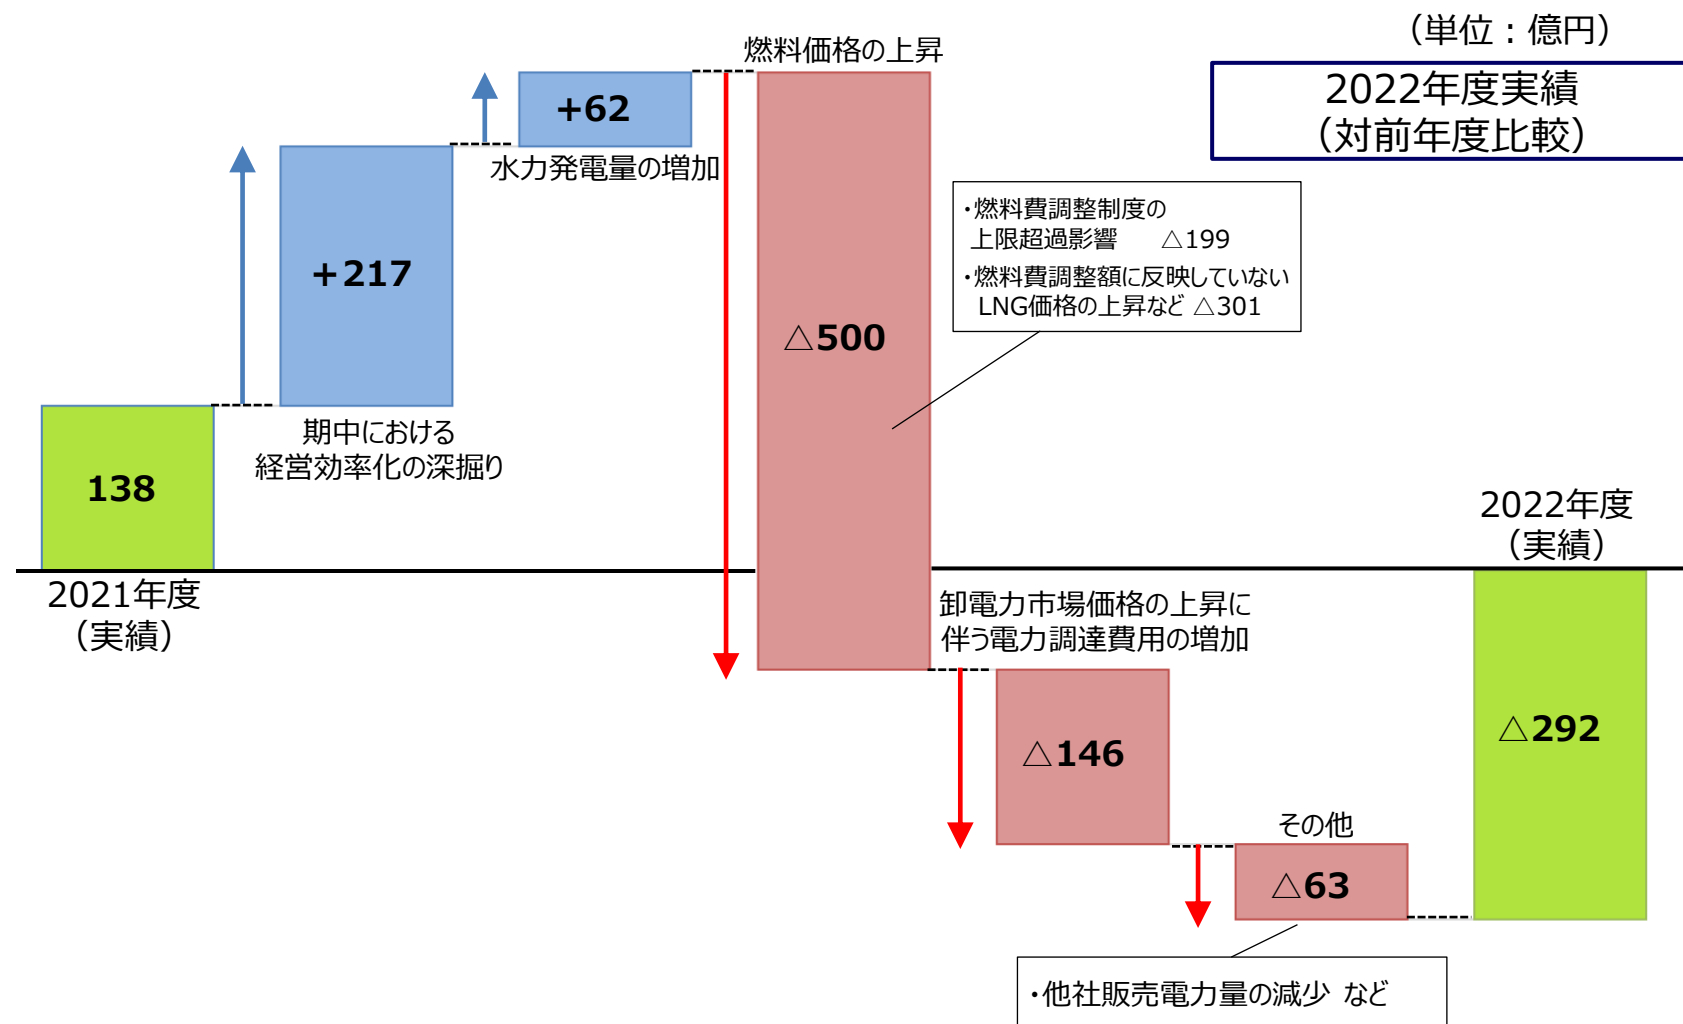 （単位：億円）
2022年度実績
（対前年度比較）
燃料価格の上昇
+62
水力発電量の増加
・燃料費調整制度の
上限超過影響　△199
・燃料費調整額に反映していない
LNG価格の上昇など △301
+217
△500
期中における
経営効率化の深掘り
138
2021年度
（実績）
卸電力市場価格の上昇に
伴う電力調達費用の増加
△146
その他
△63
・他社販売電力量の減少 など
2022年度
（実績）
△292